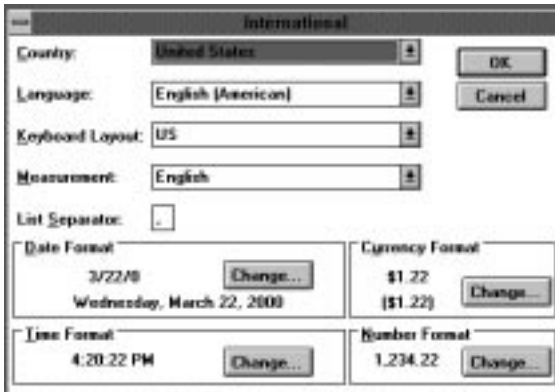 International
Country: United States
OK
Language: English (American)
Cancel
Keyboard Layout: US
Measurement: English
List Separator: ,
Date Format
3/22/0
Change...
Wednesday, March 22, 2000
Currency Format
$1.22
($1.22)
Change...
Time Format
4:20:22 PM
Change...
Number Format
1,234.22
Change...